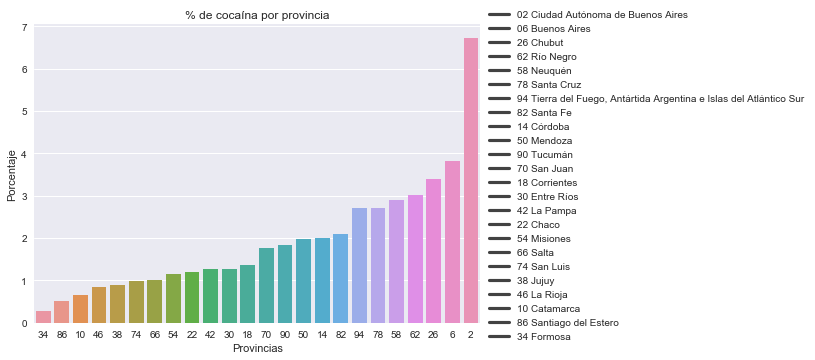 % de cocaína por provincia
Porcentaje
7
6
5
4
3
2
1
0
34 86 10 46 38 74 66 54 22 42 30 18 70 90 50 14 82 94 78 58 62 26 6 2
Provincias
02 Ciudad Autónoma de Buenos Aires
06 Buenos Aires
26 Chubut
62 Río Negro
58 Neuquén
78 Santa Cruz
94 Tierra del Fuego, Antártida Argentina e Islas del Atlántico Sur
82 Santa Fe
14 Córdoba
50 Mendoza
90 Tucumán
70 San Juan
18 Corrientes
30 Entre Ríos
42 La Pampa
22 Chaco
54 Misiones
66 Salta
74 San Luis
38 Jujuy
46 La Rioja
10 Catamarca
86 Santiago del Estero
34 Formosa